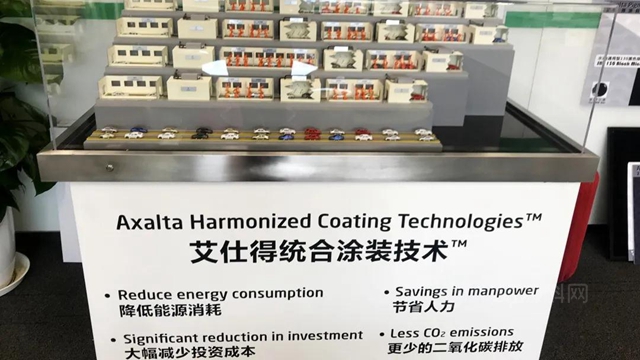 Axalta Harmonized Coating Technologies™
艾仕得统合涂装技术™
• Reduce energy consumption
降低能源消耗
• Savings in manpower
节省人力
• Significant reduction in investment
大幅减少投资成本
• Less CO₂ emissions
更少的二氧化碳排放